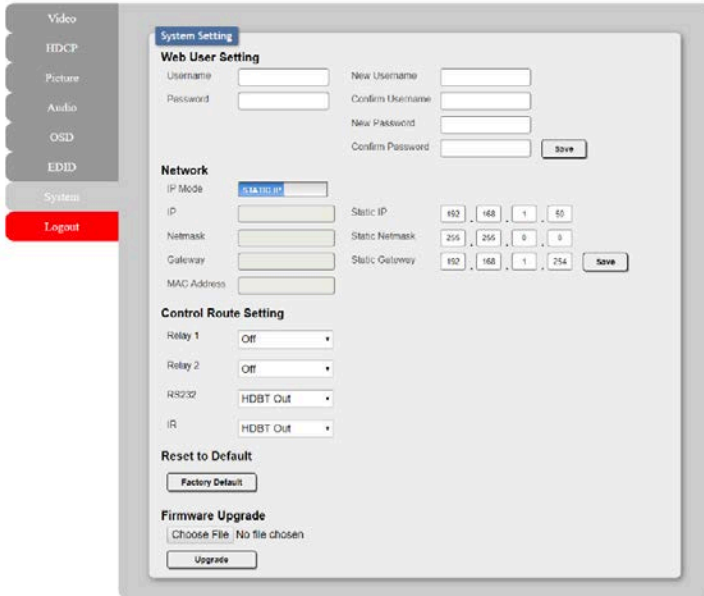 Video
HDCP
Picture
Audio
OSD
EDID
System
Logout
System Setting
Web User Setting
Username
New Username
Password
Confirm Username
New Password
Confirm Password
Save
Network
IP Mode
STATIC IP
IP
Static IP
192 . 168 . 1 . 50
Netmask
Static Netmask
255 . 255 . 0 . 0
Gateway
Static Gateway
192 . 168 . 1 . 254
Save
MAC Address
Control Route Setting
Relay 1
Off
Relay 2
Off
RS232
HDBT Out
IR
HDBT Out
Reset to Default
Factory Default
Firmware Upgrade
Choose File No file chosen
Upgrade